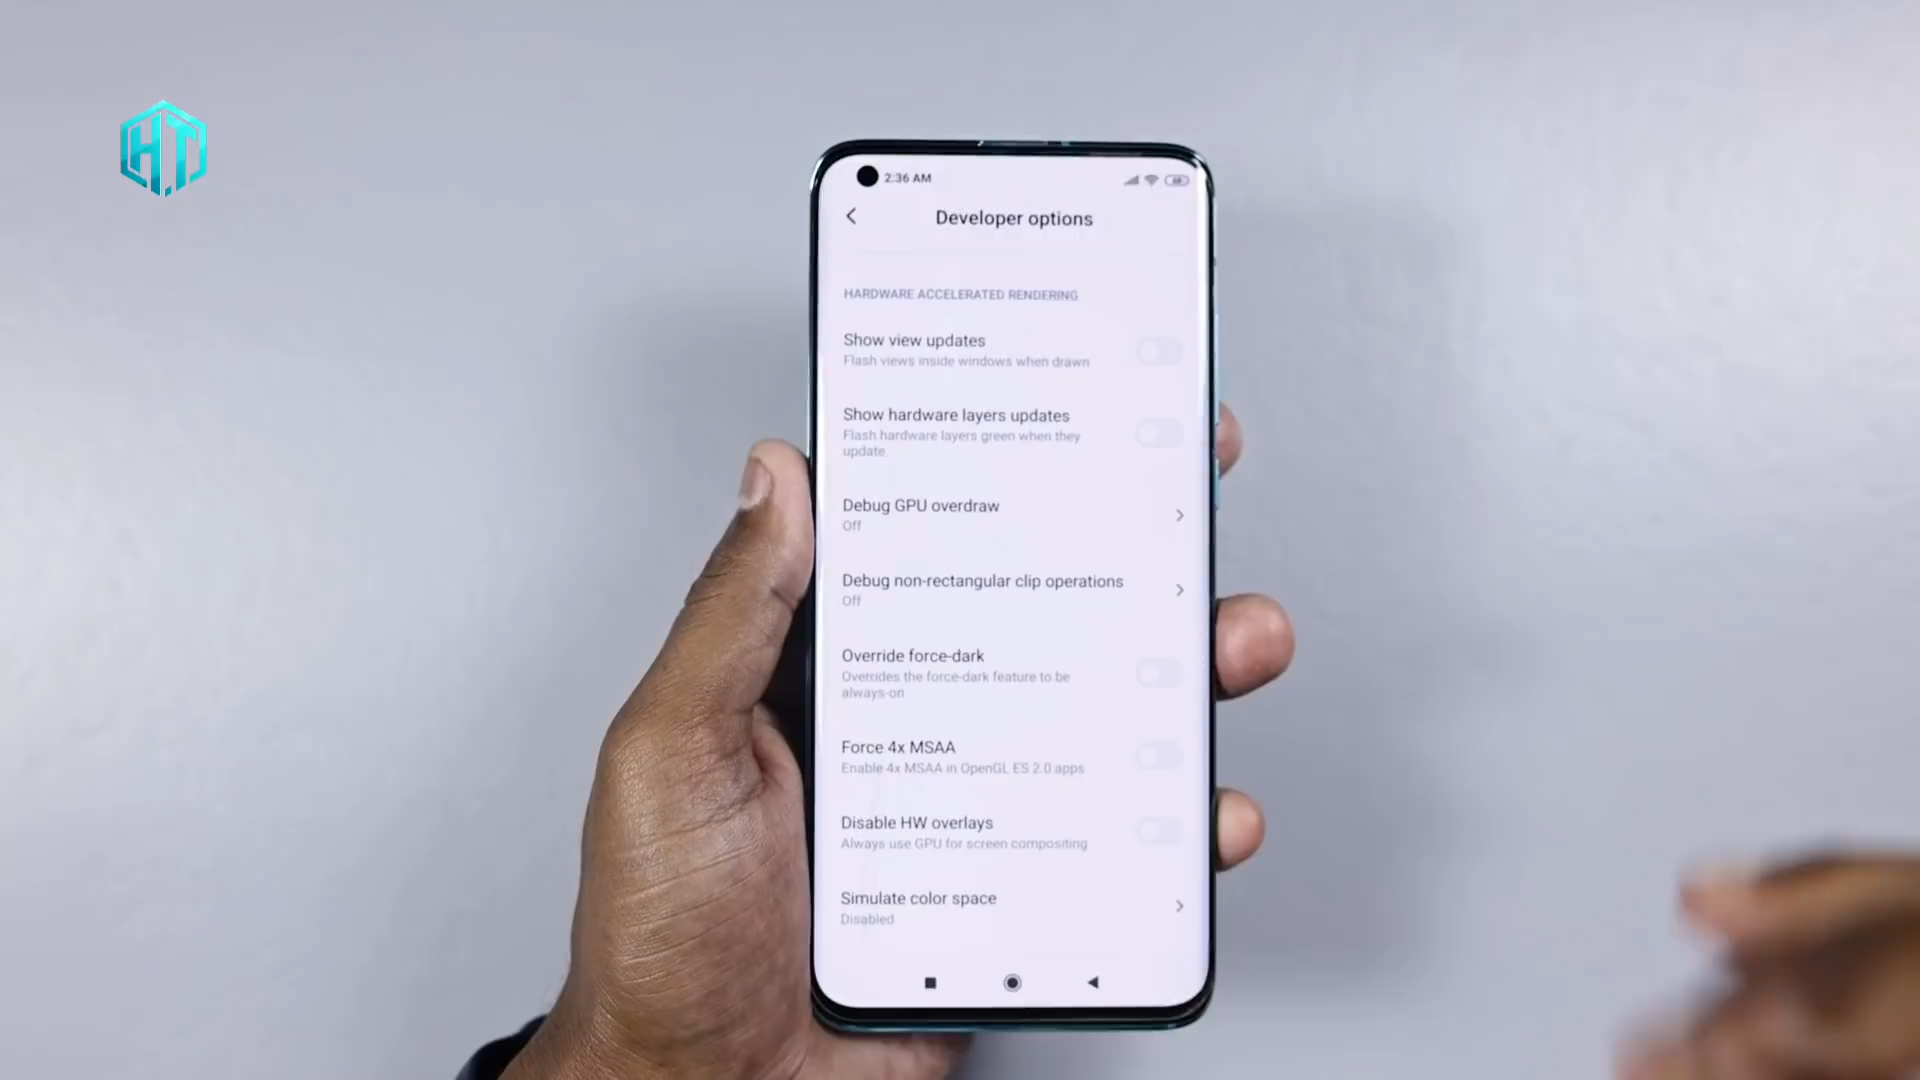 H.T
2:36 AM
Developer options
HARDWARE ACCELERATED RENDERING
Show view updates
Flash views inside windows when drawn
Show hardware layers updates
Flash hardware layers green when they
update
Debug GPU overdraw
Off
Debug non-rectangular clip operations
Off
Override force-dark
Overrides the force-dark feature to be
always-on
Force 4x MSAA
Enable 4x MSAA in OpenGL ES 2.0 apps
Disable HW overlays
Always use GPU for screen compositing
Simulate color space
Disabled